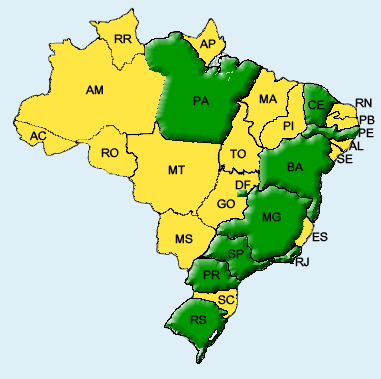 RR
AP
AM
PA
MA
CE
RN
PB
PE
AL
SE
PI
AC
RO
TO
MT
BA
DF
GO
MG
MS
ES
RJ
SP
PR
SC
RS